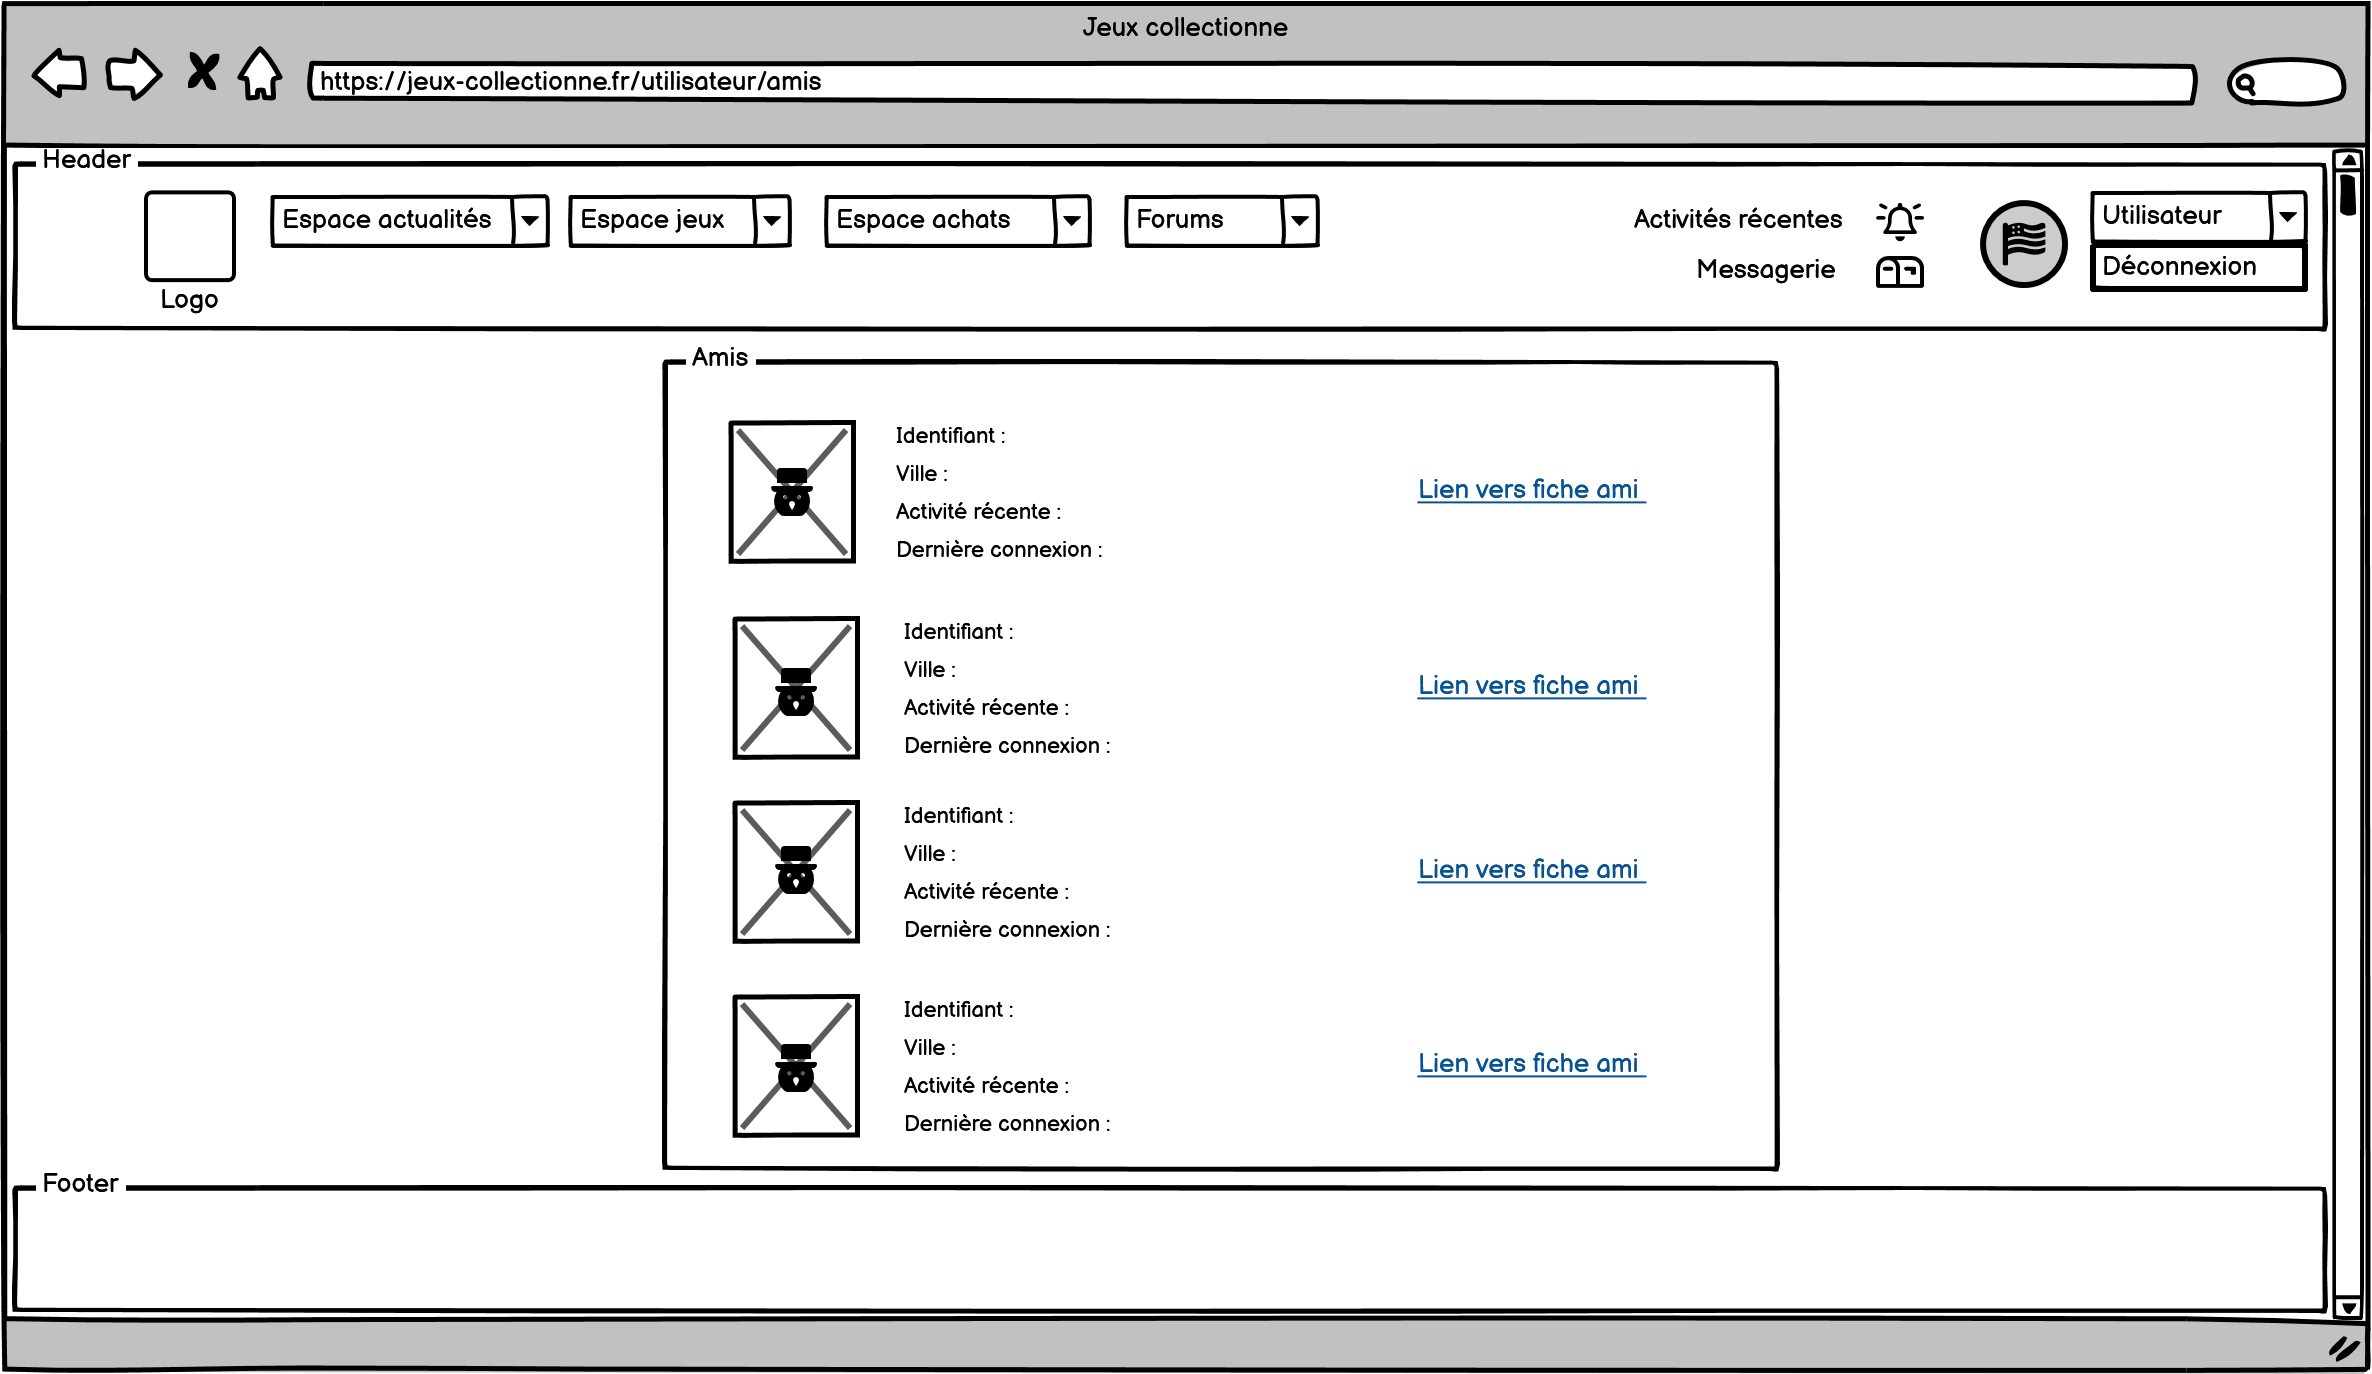 Jeux collectionne
https://jeux-collectionne.fr/utilisateur/amis
Header
Logo
Espace actualités
Espace jeux
Espace achats
Forums
Activités récentes
Messagerie
Utilisateur
Déconnexion
Amis
Identifiant :
Ville :
Activité récente :
Dernière connexion :
Lien vers fiche ami
Identifiant :
Ville :
Activité récente :
Dernière connexion :
Lien vers fiche ami
Identifiant :
Ville :
Activité récente :
Dernière connexion :
Lien vers fiche ami
Identifiant :
Ville :
Activité récente :
Dernière connexion :
Lien vers fiche ami
Footer